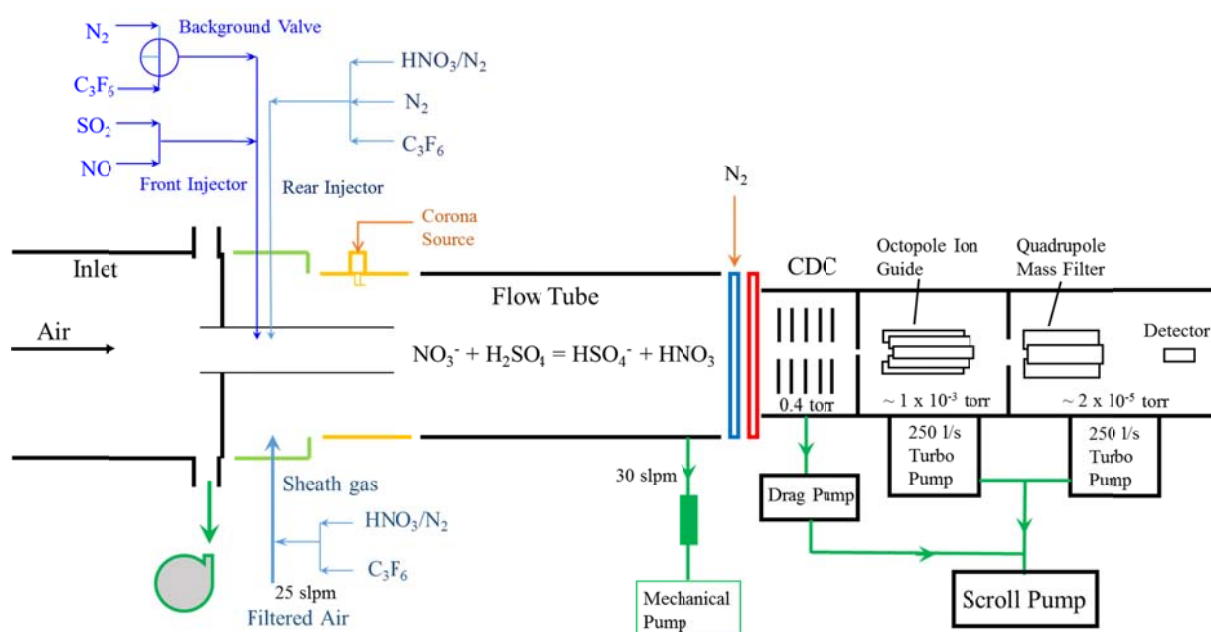 N₂
Background Valve
C₃F₆
SO₂
NO
Front Injector
Rear Injector
HNO₃/N₂
N₂
C₃F₆
Corona
Source
N₂
Inlet
Air
Flow Tube
NO₃⁻ + H₂SO₄ = HSO₄⁻ + HNO₃
CDC
Octopole Ion
Guide
Quadrupole
Mass Filter
Detector
0.4 torr
~ 1 x 10⁻³ torr
~ 2 x 10⁻⁵ torr
250 l/s
Turbo
Pump
250 l/s
Turbo
Pump
Sheath gas
HNO₃/N₂
C₃F₆
25 slpm
Filtered Air
30 slpm
Mechanical
Pump
Drag Pump
Scroll Pump